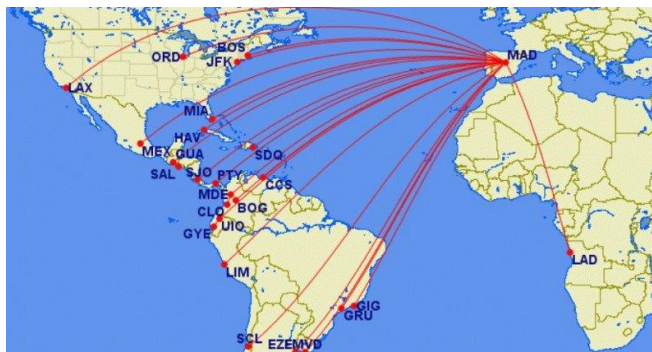 BOS
MAD
ORD
JFK
LAX
MIA
HAV
MEX
GUA
SDQ
SAL
SJO
PTY
CCS
MDE
BOG
CLO
UIO
GYE
LAD
LIM
GIG
GRU
SCL
EZE
MVD